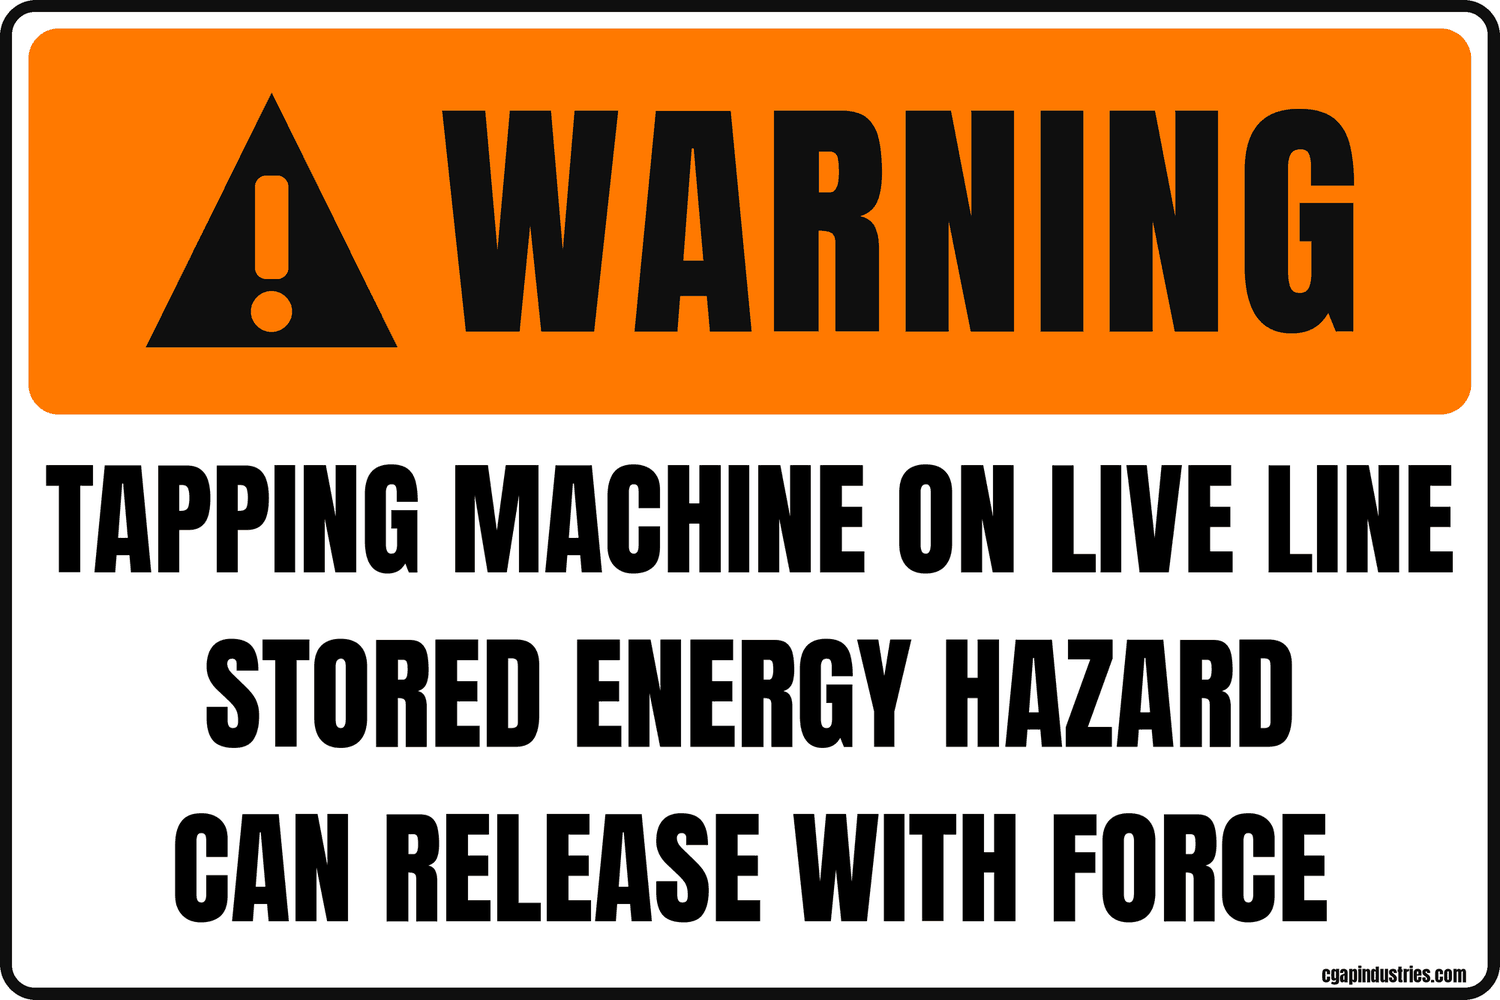 WARNING
TAPPING MACHINE ON LIVE LINE
STORED ENERGY HAZARD
CAN RELEASE WITH FORCE
cgapindustries.com